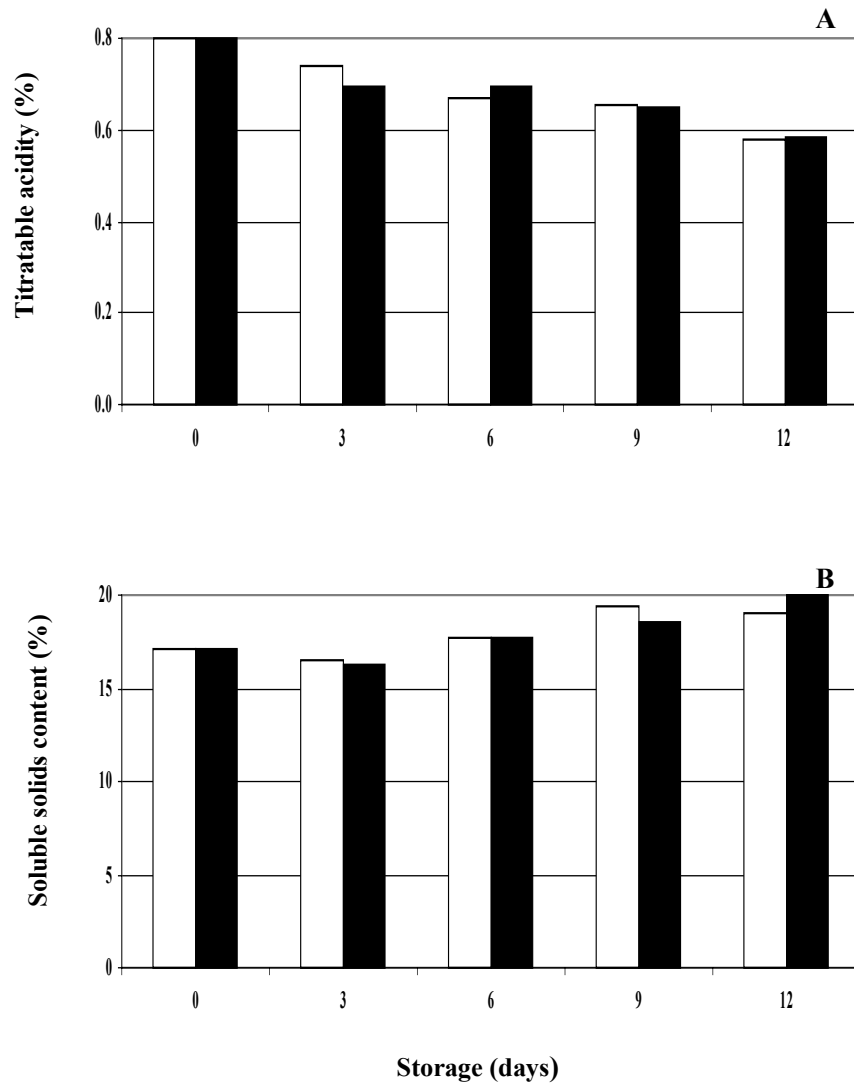 A
Titratable acidity (%)
0.8
0.6
0.4
0.2
0.0
0 3 6 9 12
B
Soluble solids content (%)
20
15
10
5
0
0 3 6 9 12
Storage (days)